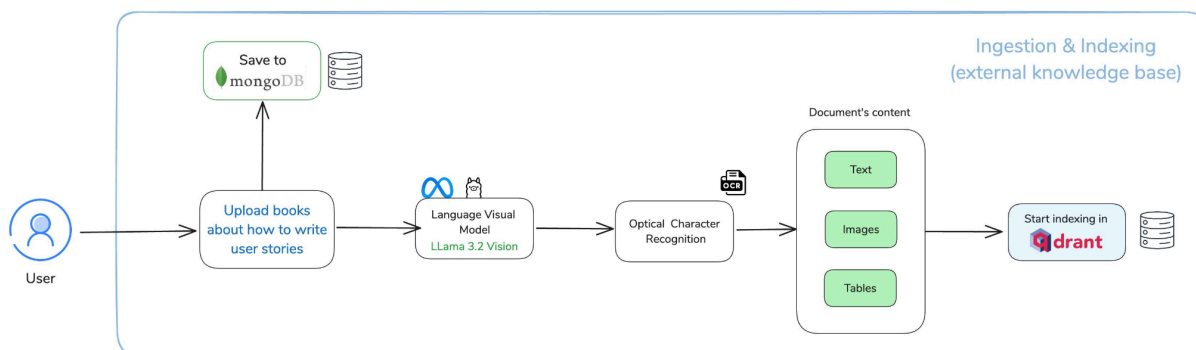 Ingestion & Indexing
(external knowledge base)
Save to
mongoDB
Document's content
OCR
Text
Upload books
about how to write
user stories
Language Visual
Model
LLama 3.2 Vision
Optical Character
Recognition
Images
Start indexing in
qdrant
User
Tables